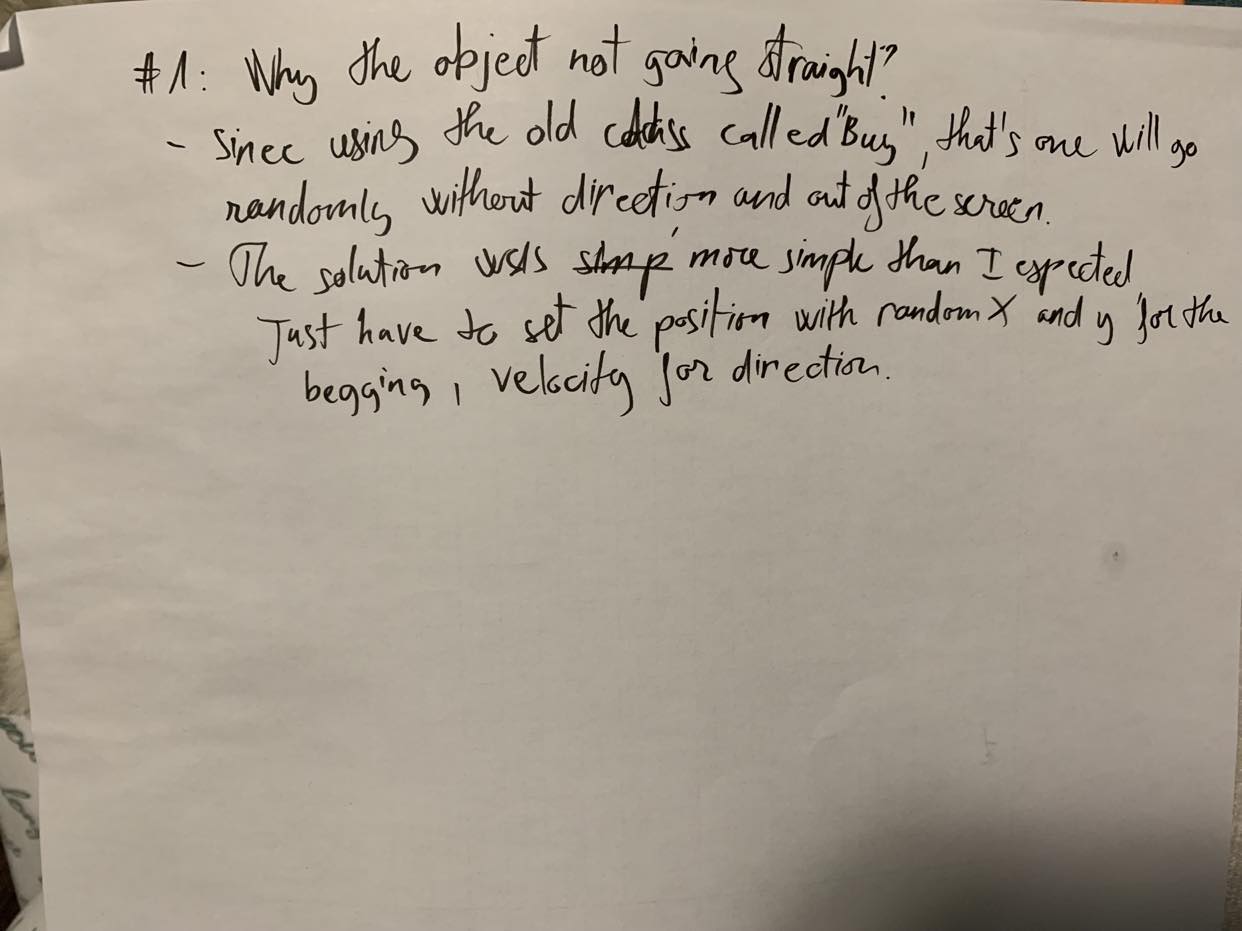 #1: Why the object not going straight?
- Since using the old class called "Bug", that's one will go
randomly without direction and out of the screen.
- The solution was simp more simple than I expected,
Just have to set the position with random X and y for the
begging, velocity for direction.